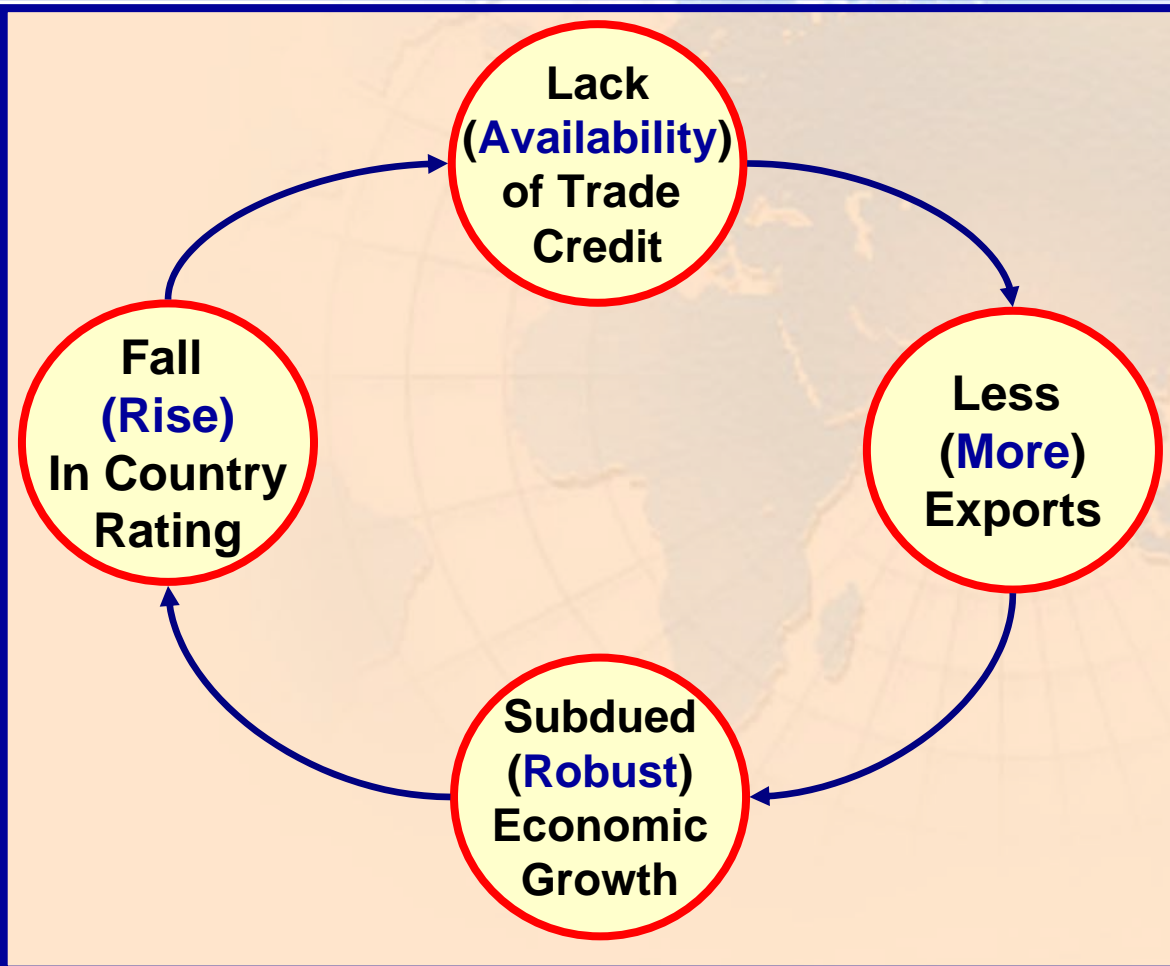 Lack
(Availability)
of Trade
Credit
Less
(More)
Exports
Subdued
(Robust)
Economic
Growth
Fall
(Rise)
In Country
Rating